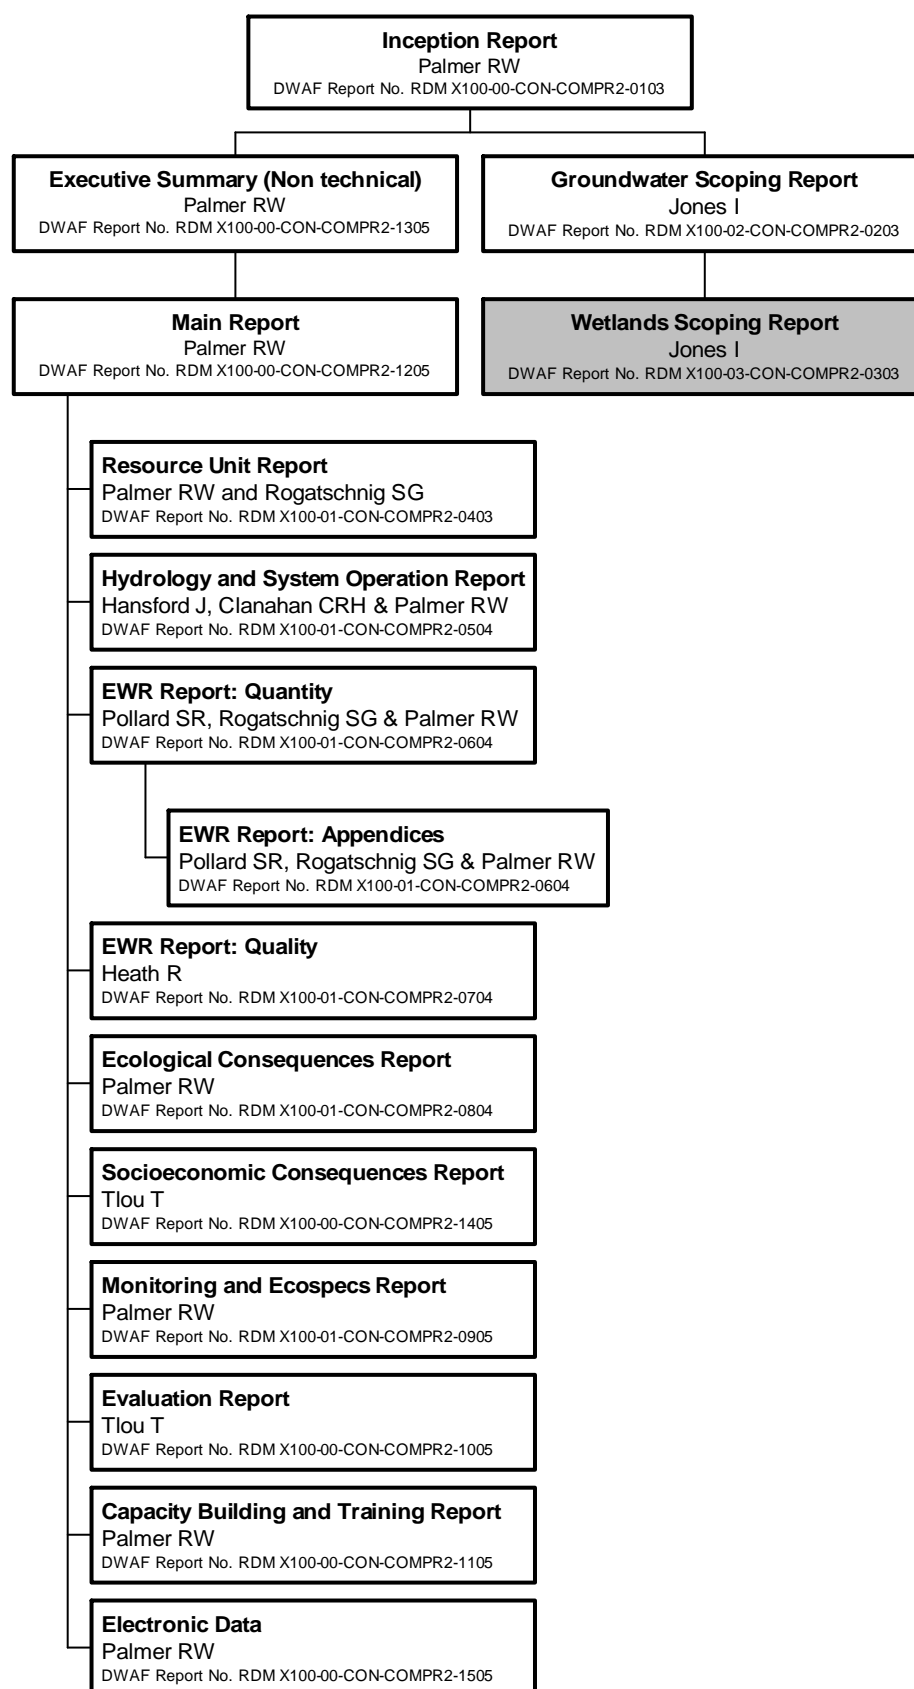 Inception Report
Palmer RW
DWAF Report No. RDM X100-00-CON-COMPR2-0103
Executive Summary (Non technical)
Palmer RW
DWAF Report No. RDM X100-00-CON-COMPR2-1305
Groundwater Scoping Report
Jones I
DWAF Report No. RDM X100-02-CON-COMPR2-0203
Main Report
Palmer RW
DWAF Report No. RDM X100-00-CON-COMPR2-1205
Wetlands Scoping Report
Jones I
DWAF Report No. RDM X100-03-CON-COMPR2-0303
Resource Unit Report
Palmer RW and Rogatschnig SG
DWAF Report No. RDM X100-01-CON-COMPR2-0403
Hydrology and System Operation Report
Hansford J, Clanahan CRH & Palmer RW
DWAF Report No. RDM X100-01-CON-COMPR2-0504
EWR Report: Quantity
Pollard SR, Rogatschnig SG & Palmer RW
DWAF Report No. RDM X100-01-CON-COMPR2-0604
EWR Report: Appendices
Pollard SR, Rogatschnig SG & Palmer RW
DWAF Report No. RDM X100-01-CON-COMPR2-0604
EWR Report: Quality
Heath R
DWAF Report No. RDM X100-01-CON-COMPR2-0704
Ecological Consequences Report
Palmer RW
DWAF Report No. RDM X100-01-CON-COMPR2-0804
Socioeconomic Consequences Report
Tlou T
DWAF Report No. RDM X100-00-CON-COMPR2-1405
Monitoring and Ecospecs Report
Palmer RW
DWAF Report No. RDM X100-01-CON-COMPR2-0905
Evaluation Report
Tlou T
DWAF Report No. RDM X100-00-CON-COMPR2-1005
Capacity Building and Training Report
Palmer RW
DWAF Report No. RDM X100-00-CON-COMPR2-1105
Electronic Data
Palmer RW
DWAF Report No. RDM X100-00-CON-COMPR2-1505